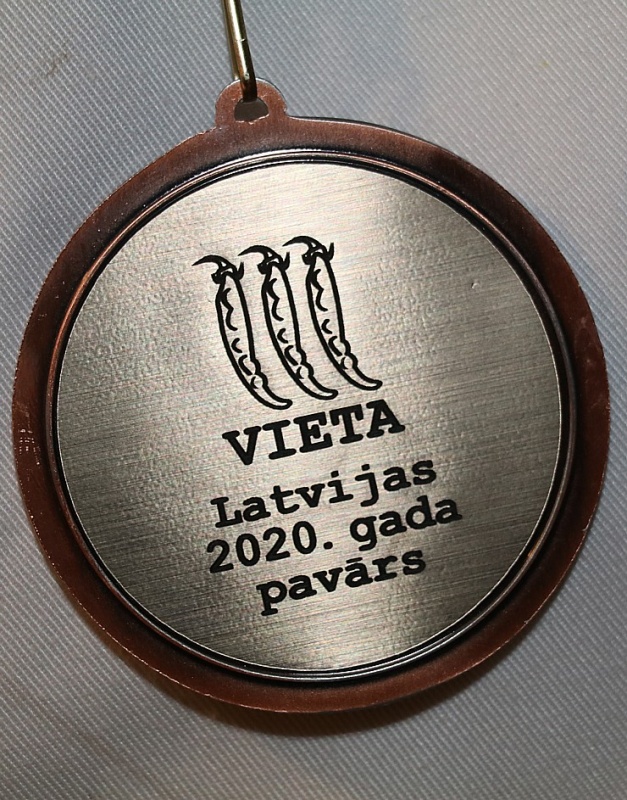 VIETA
Latvijas
2020. gada
pavārs